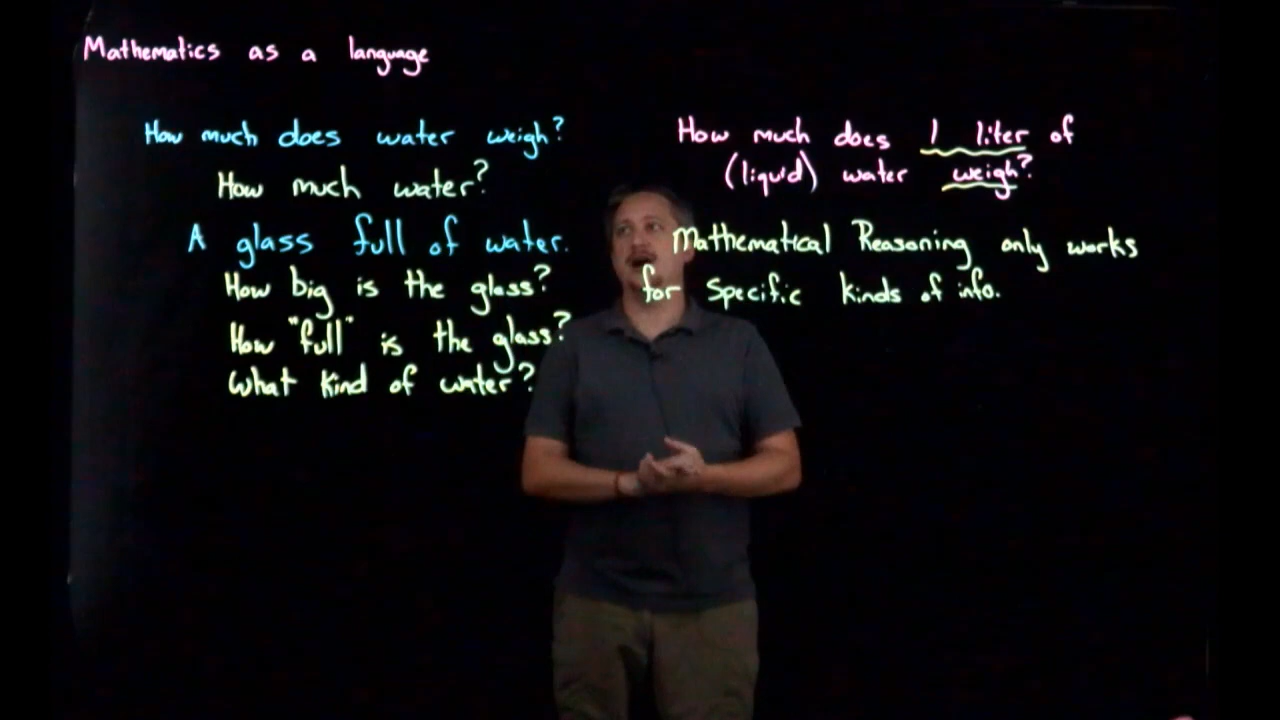 Mathematics as a language
How much does water weigh?
How much water?
A glass full of water.
How big is the glass?
How "full" is the glass?
What kind of water?
How much does 1 liter of
(liquid) water weigh?
Mathematical Reasoning only works
for specific kinds of info.